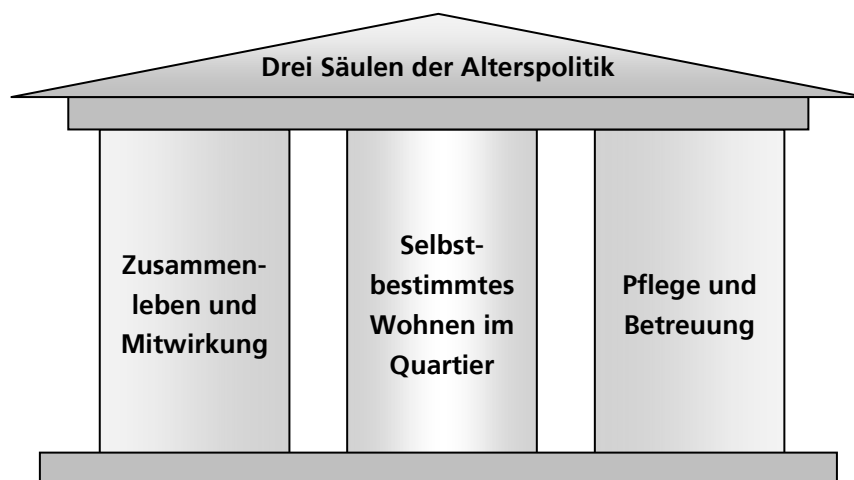 Drei Säulen der Alterspolitik
Zusammen-
leben und
Mitwirkung
Selbst-
bestimmtes
Wohnen im
Quartier
Pflege und
Betreuung